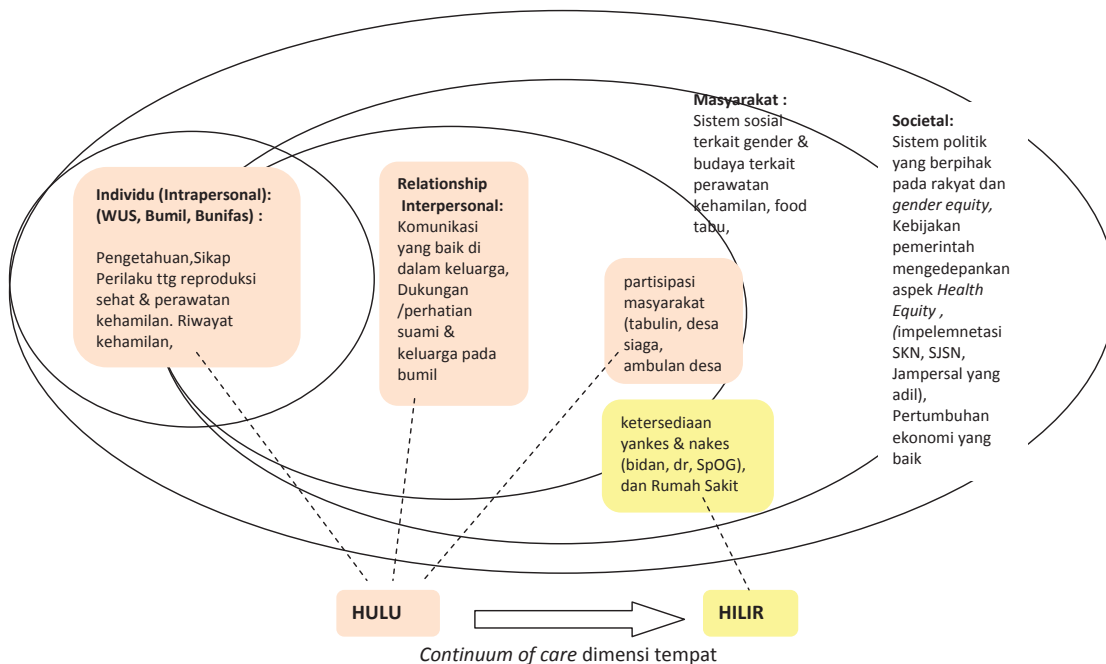 Individu (Intrapersonal):
(WUS, Bumil, Bunifas) :
Pengetahuan,Sikap
Perilaku ttg reproduksi
sehat & perawatan
kehamilan. Riwayat
kehamilan,
Relationship
Interpersonal:
Komunikasi
yang baik di
dalam keluarga,
Dukungan
/perhatian
suami &
keluarga pada
bumil
Masyarakat :
Sistem sosial
terkait gender &
budaya terkait
perawatan
kehamilan, food
tabu,
partisipasi
masyarakat
(tabulin, desa
siaga,
ambulan desa
ketersediaan
yankes & nakes
(bidan, dr, SpOG),
dan Rumah Sakit
Societal:
Sistem politik
yang berpihak
pada rakyat dan
gender equity,
Kebijakan
pemerintah
mengedepankan
aspek Health
Equity ,
(impelemnetasi
SKN, SJSN,
Jampersal yang
adil),
Pertumbuhan
ekonomi yang
baik
HULU
HILIR
Continuum of care dimensi tempat